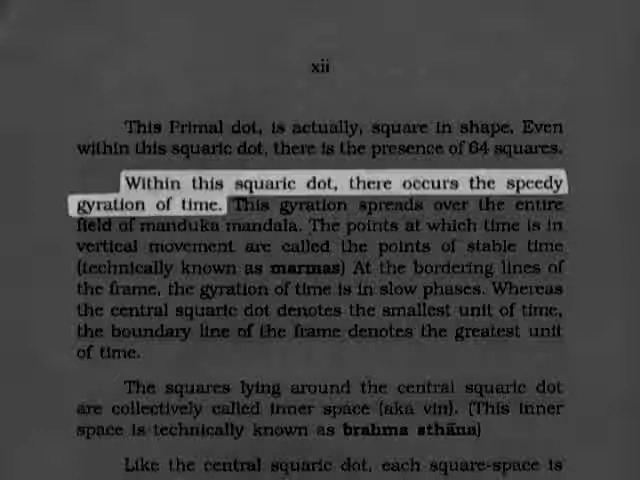 xii
This Primal dot, is actually, square in shape. Even
within this squaric dot, there is the presence of 64 squares.
Within this squaric dot, there occurs the speedy
gyration of time. This gyration spreads over the entire
field of manduka mandala. The points at which time is in
vertical movement are called the points of stable time
(technically known as marmas) At the bordering lines of
the frame, the gyration of time is in slow phases. Whereas
the central squaric dot denotes the smallest unit of time,
the boundary line of the frame denotes the greatest unit
of time.
The squares lying around the central squaric dot
are collectively called inner space (aka vin). (This inner
space is technically known as brahma sthāna)
Like the central squaric dot, each square-space is